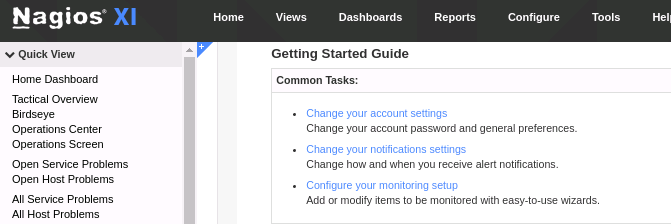 Nagios® XI
Home Views Dashboards Reports Configure Tools
Quick View
Home Dashboard
Tactical Overview
Birdseye
Operations Center
Operations Screen
Open Service Problems
Open Host Problems
All Service Problems
All Host Problems
+
Getting Started Guide
Common Tasks:
• Change your account settings
Change your account password and general preferences.
• Change your notifications settings
Change how and when you receive alert notifications.
• Configure your monitoring setup
Add or modify items to be monitored with easy-to-use wizards.